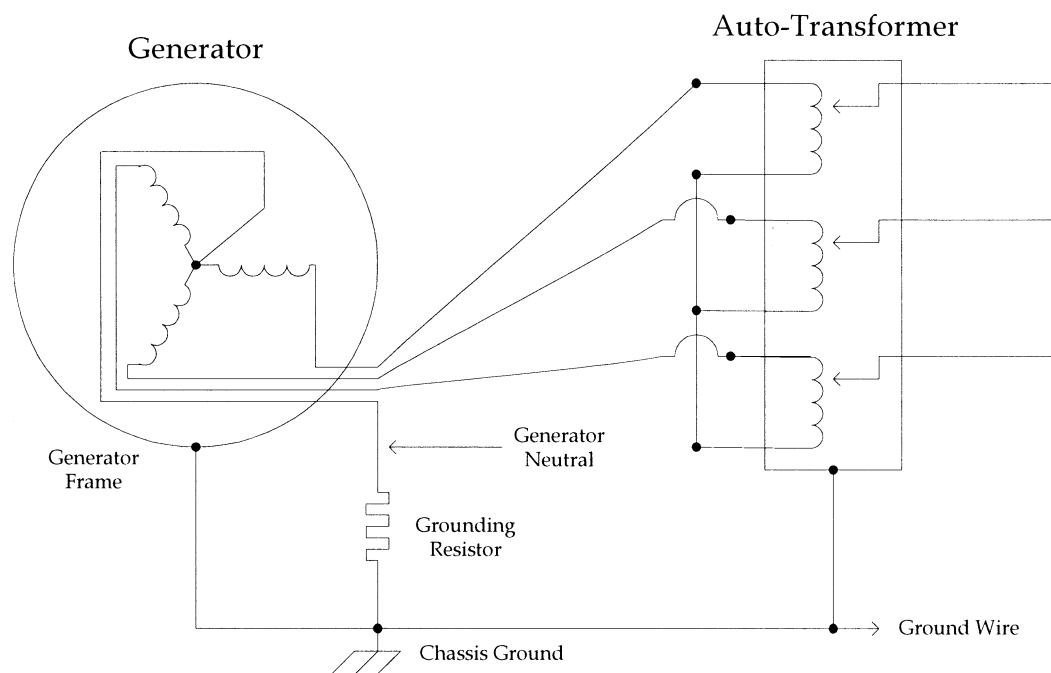 Auto-Transformer
Generator
Generator
Neutral
Generator
Frame
Grounding
Resistor
Ground Wire
Chassis Ground